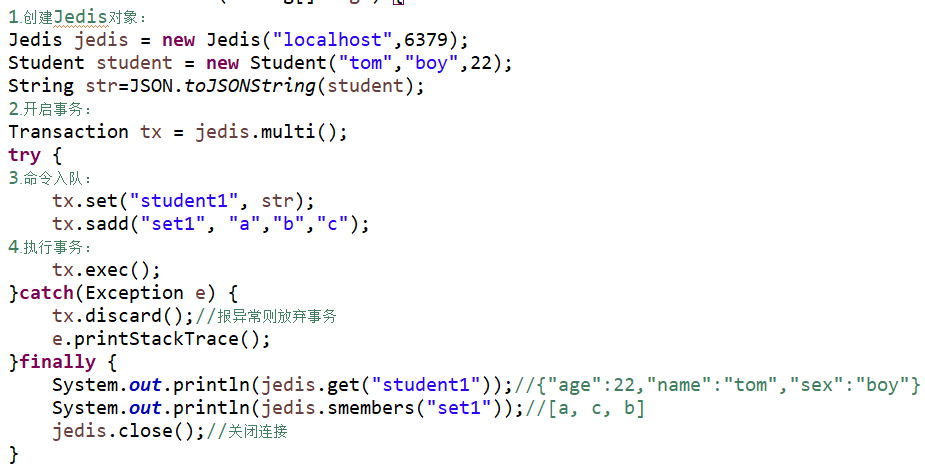 1.创建Jedis对象：
Jedis jedis = new Jedis("localhost",6379);
Student student = new Student("tom","boy",22);
String str=JSON.toJSONString(student);
2.开启事务：
Transaction tx = jedis.multi();
try {
3.命令入队：
    tx.set("student1", str);
    tx.sadd("set1", "a","b","c");
4.执行事务：
    tx.exec();
}catch(Exception e) {
    tx.discard();//报异常则放弃事务
    e.printStackTrace();
}finally {
    System.out.println(jedis.get("student1"));//{"age":22,"name":"tom","sex":"boy"}
    System.out.println(jedis.smembers("set1"));//[a, c, b]
    jedis.close();//关闭连接
}